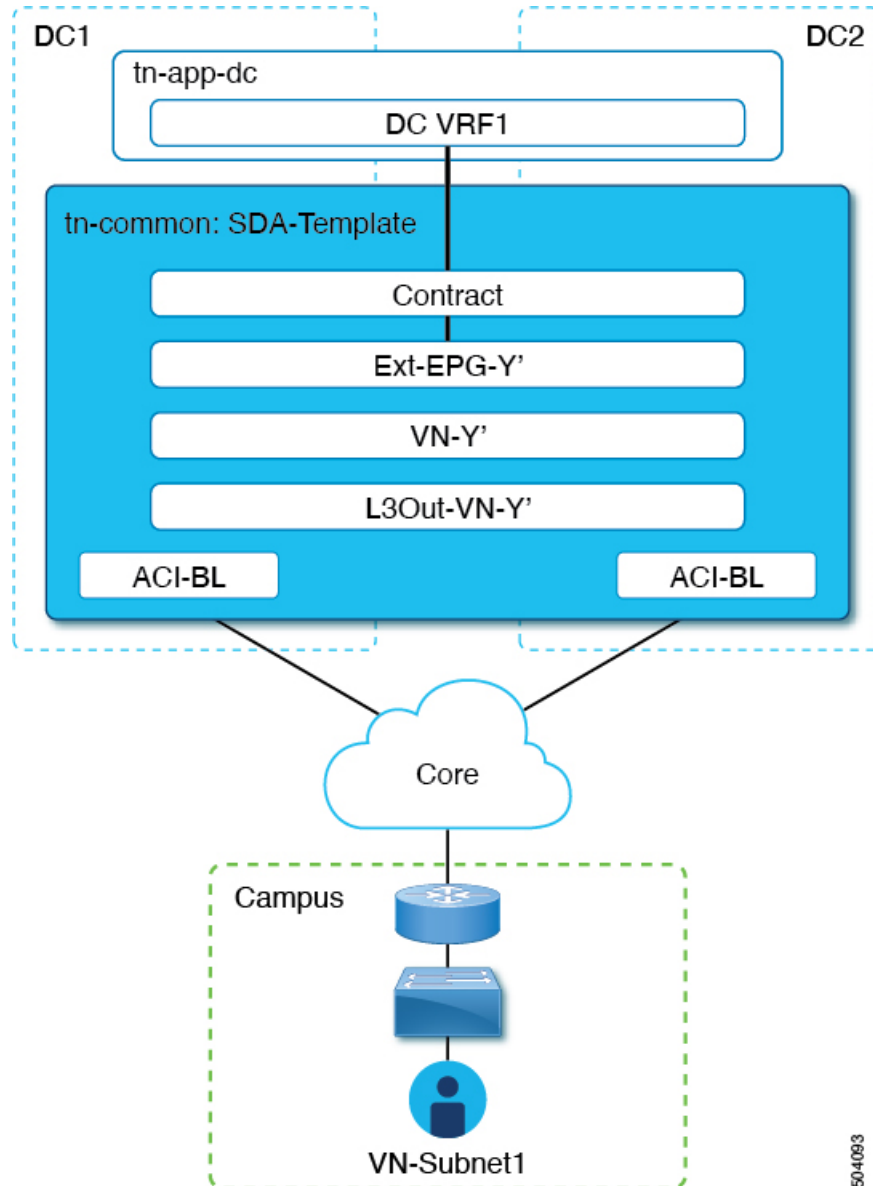 DC1
DC2
tn-app-dc
DC VRF1
tn-common: SDA-Template
Contract
Ext-EPG-Y’
VN-Y’
L3Out-VN-Y’
ACI-BL
ACI-BL
Core
Campus
VN-Subnet1
504093